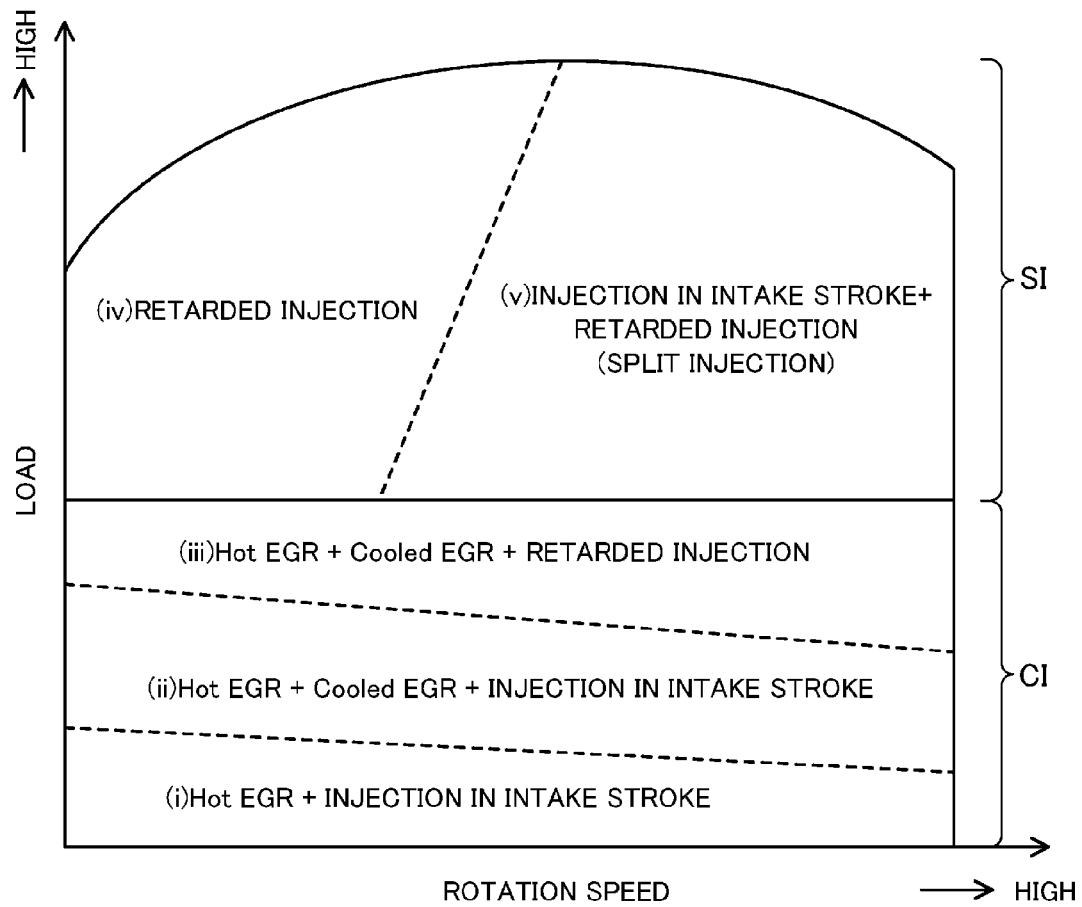 HIGH
LOAD
(iv)RETARDED INJECTION
(v)INJECTION IN INTAKE STROKE+
RETARDED INJECTION
(SPLIT INJECTION)
SI
(iii)Hot EGR + Cooled EGR + RETARDED INJECTION
(ii)Hot EGR + Cooled EGR + INJECTION IN INTAKE STROKE
CI
(i)Hot EGR + INJECTION IN INTAKE STROKE
ROTATION SPEED
HIGH